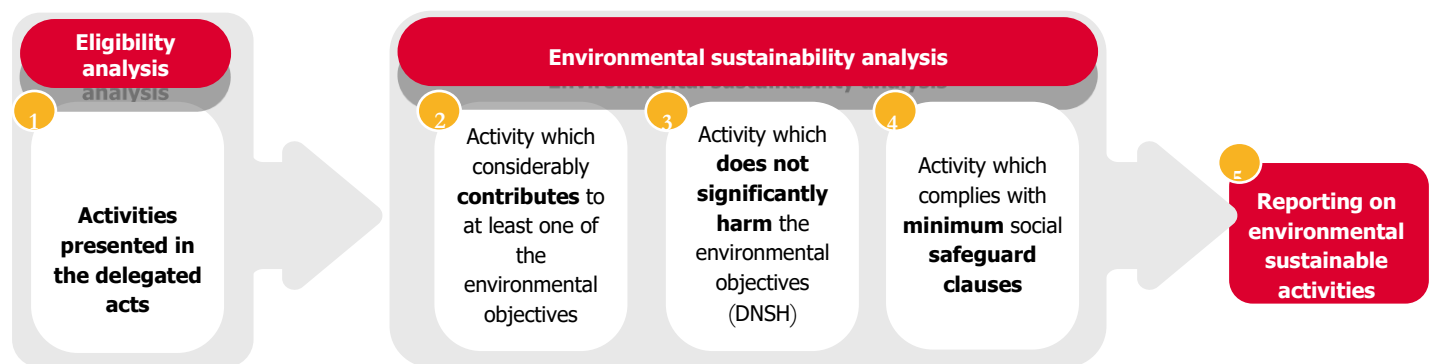 Eligibility
analysis
1
Activities
presented in
the delegated
acts
Environmental sustainability analysis
2
Activity which
considerably
contributes to
at least one of
the
environmental
objectives
3
Activity which
does not
significantly
harm the
environmental
objectives
(DNSH)
4
Activity which
complies with
minimum social
safeguard
clauses
5
Reporting on
environmental
sustainable
activities